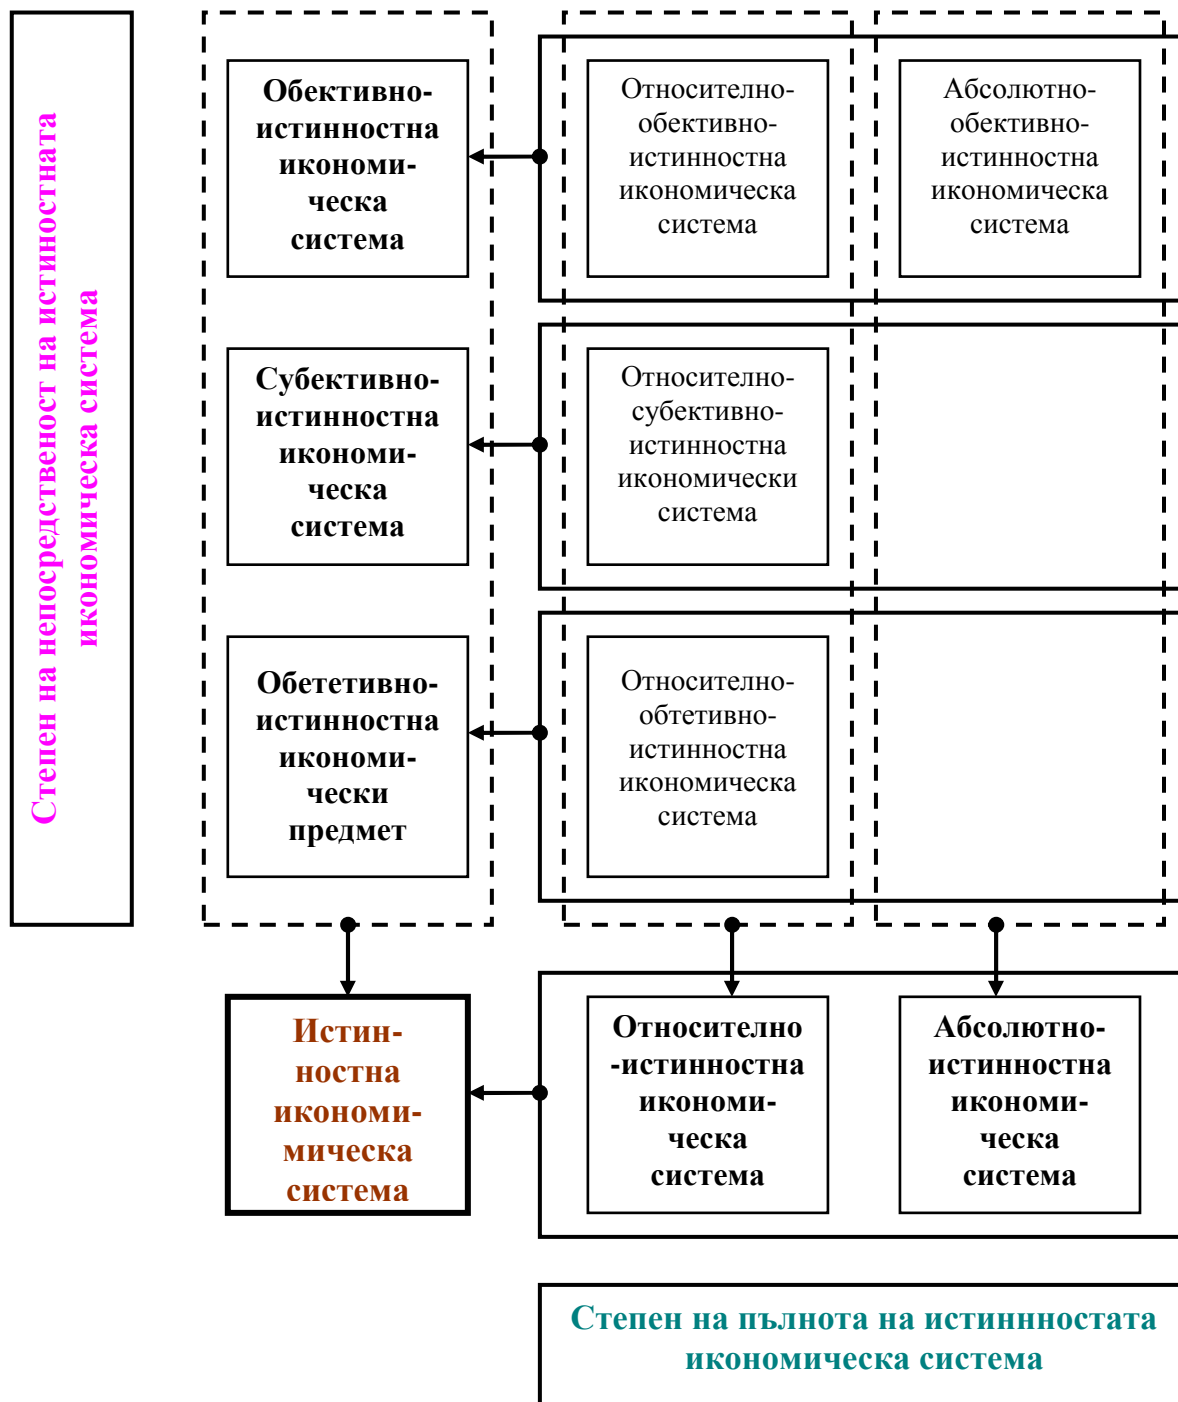 Степен на непосредственост на истиностната
икономическа система
Обективно-
истинностна
икономи-
ческа
система
Относително-
обективно-
истинностна
икономическа
система
Абсолютно-
обективно-
истинностна
икономическа
система
Субективно-
истинностна
икономи-
ческа
система
Относително-
субективно-
истинностна
икономически
система
Обететивно-
истинностна
икономи-
чески
предмет
Относително-
обтетивно-
истинностна
икономическа
система
Истин-
ностна
икономи-
мическа
система
Относително
-истинностна
икономи-
ческа
система
Абсолютно-
истинностна
икономи-
ческа
система
Степен на пълнота на истиннностата
икономическа система